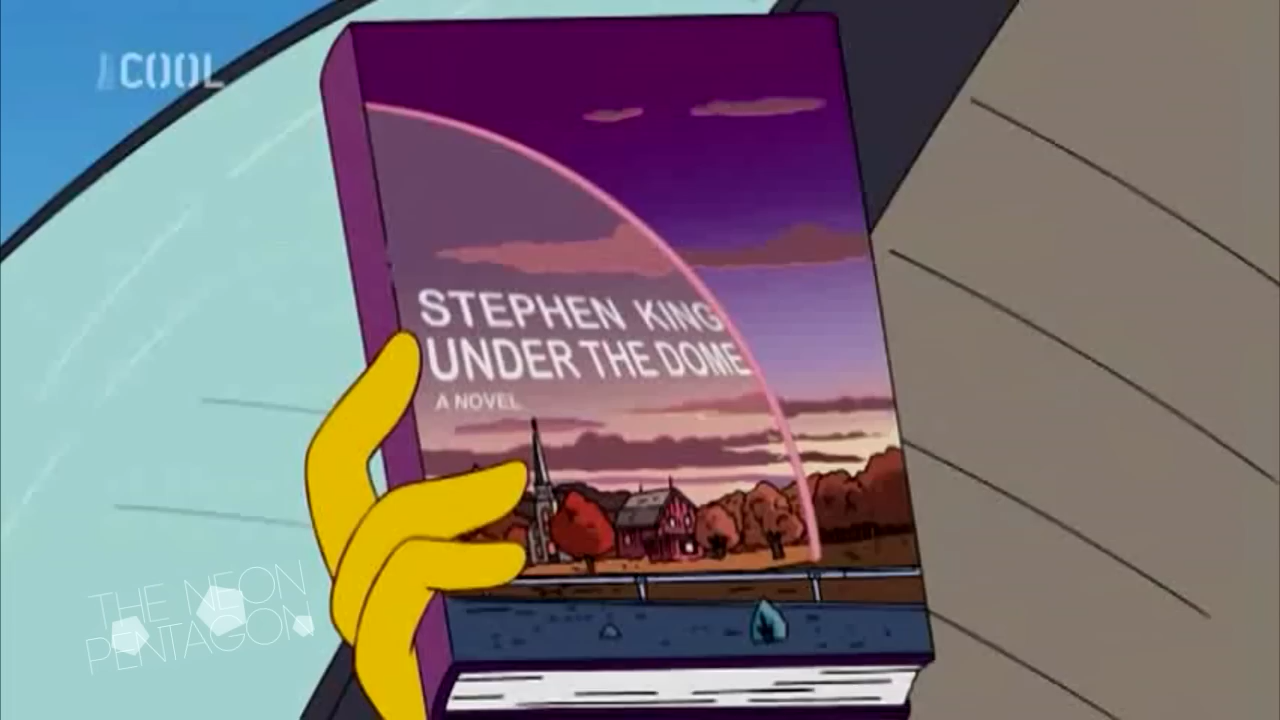 COOL
STEPHEN KING
UNDER THE DOME
A NOVEL
THE NEON
PENTAGON